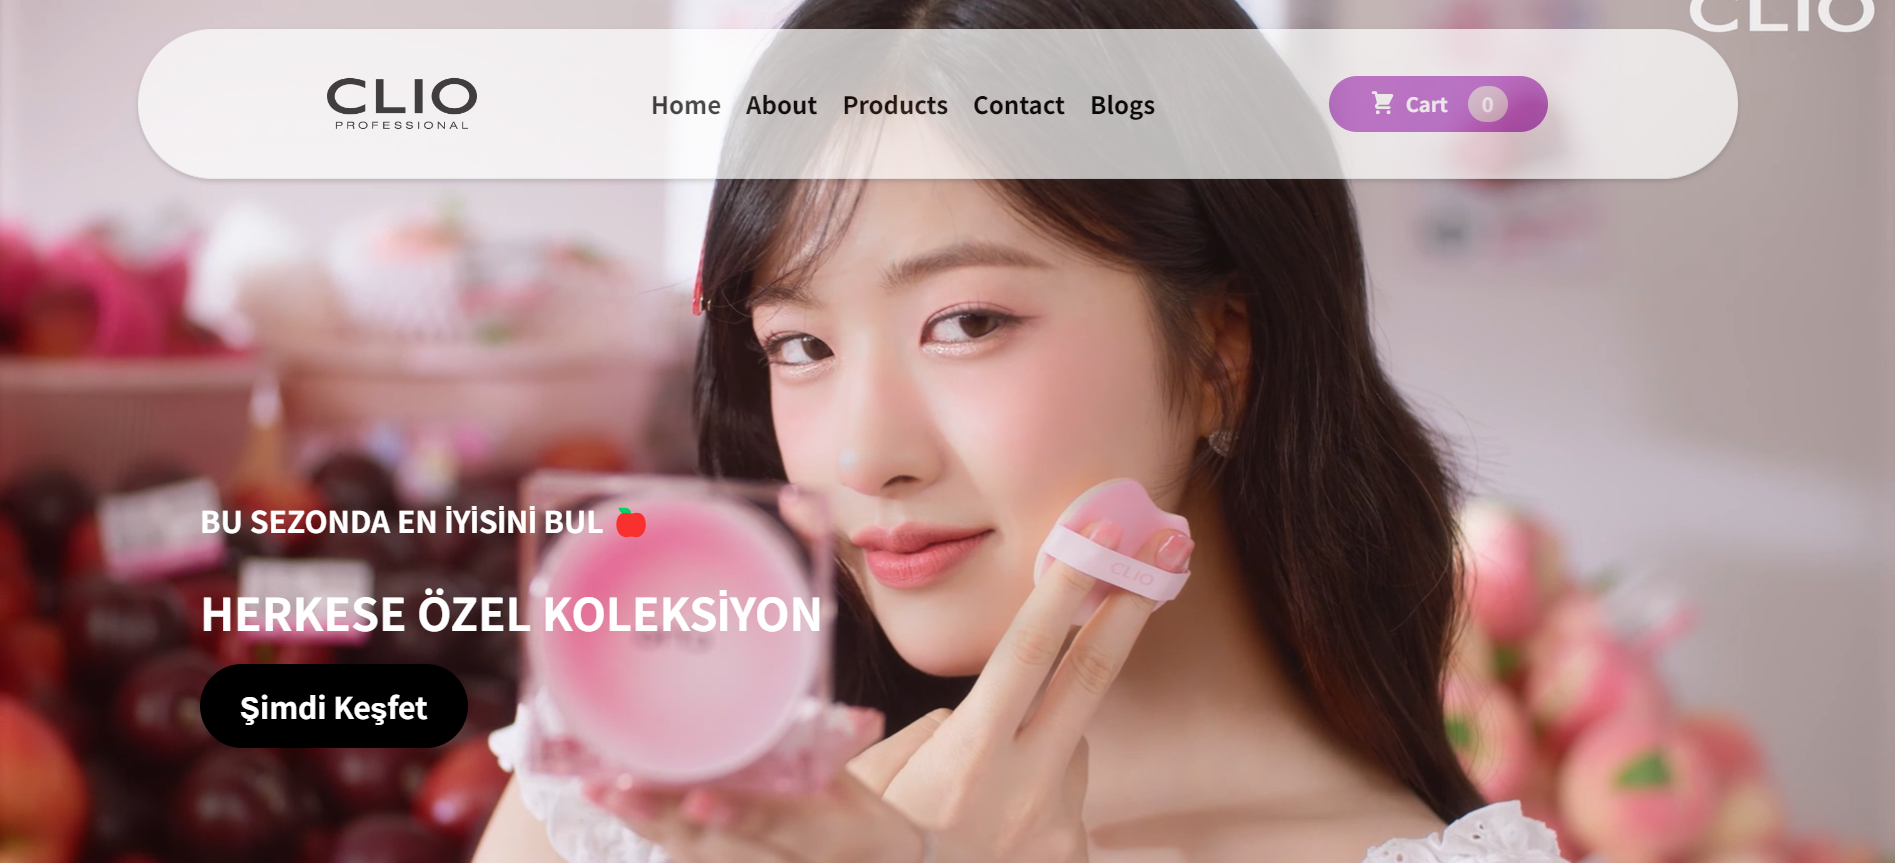 CLIO
CLIO
PROFESSIONAL
Home About Products Contact Blogs
Cart 0
BU SEZONDA EN İYİSİNİ BUL
HERKESE ÖZEL KOLEKSİYON
Şimdi Keşfet
CLIO